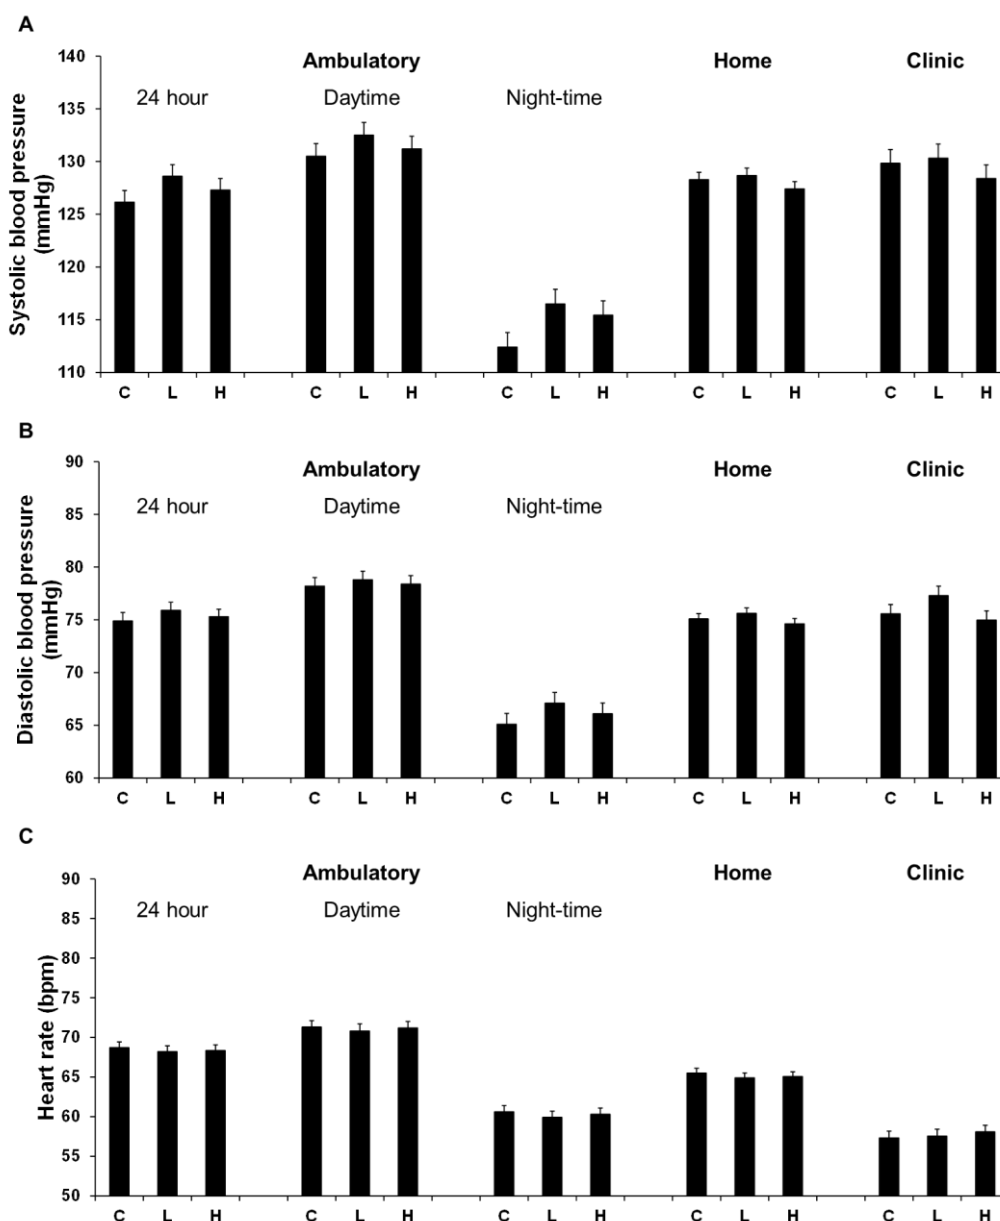 A
Ambulatory Home Clinic
24 hour Daytime Night-time
Systolic blood pressure
(mmHg)
140
135
130
125
120
115
110
C L H C L H C L H C L H C L H
B
Ambulatory Home Clinic
24 hour Daytime Night-time
Diastolic blood pressure
(mmHg)
90
85
80
75
70
65
60
C L H C L H C L H C L H C L H
C
Ambulatory Home Clinic
24 hour Daytime Night-time
Heart rate (bpm)
90
85
80
75
70
65
60
55
50
C L H C L H C L H C L H C L H